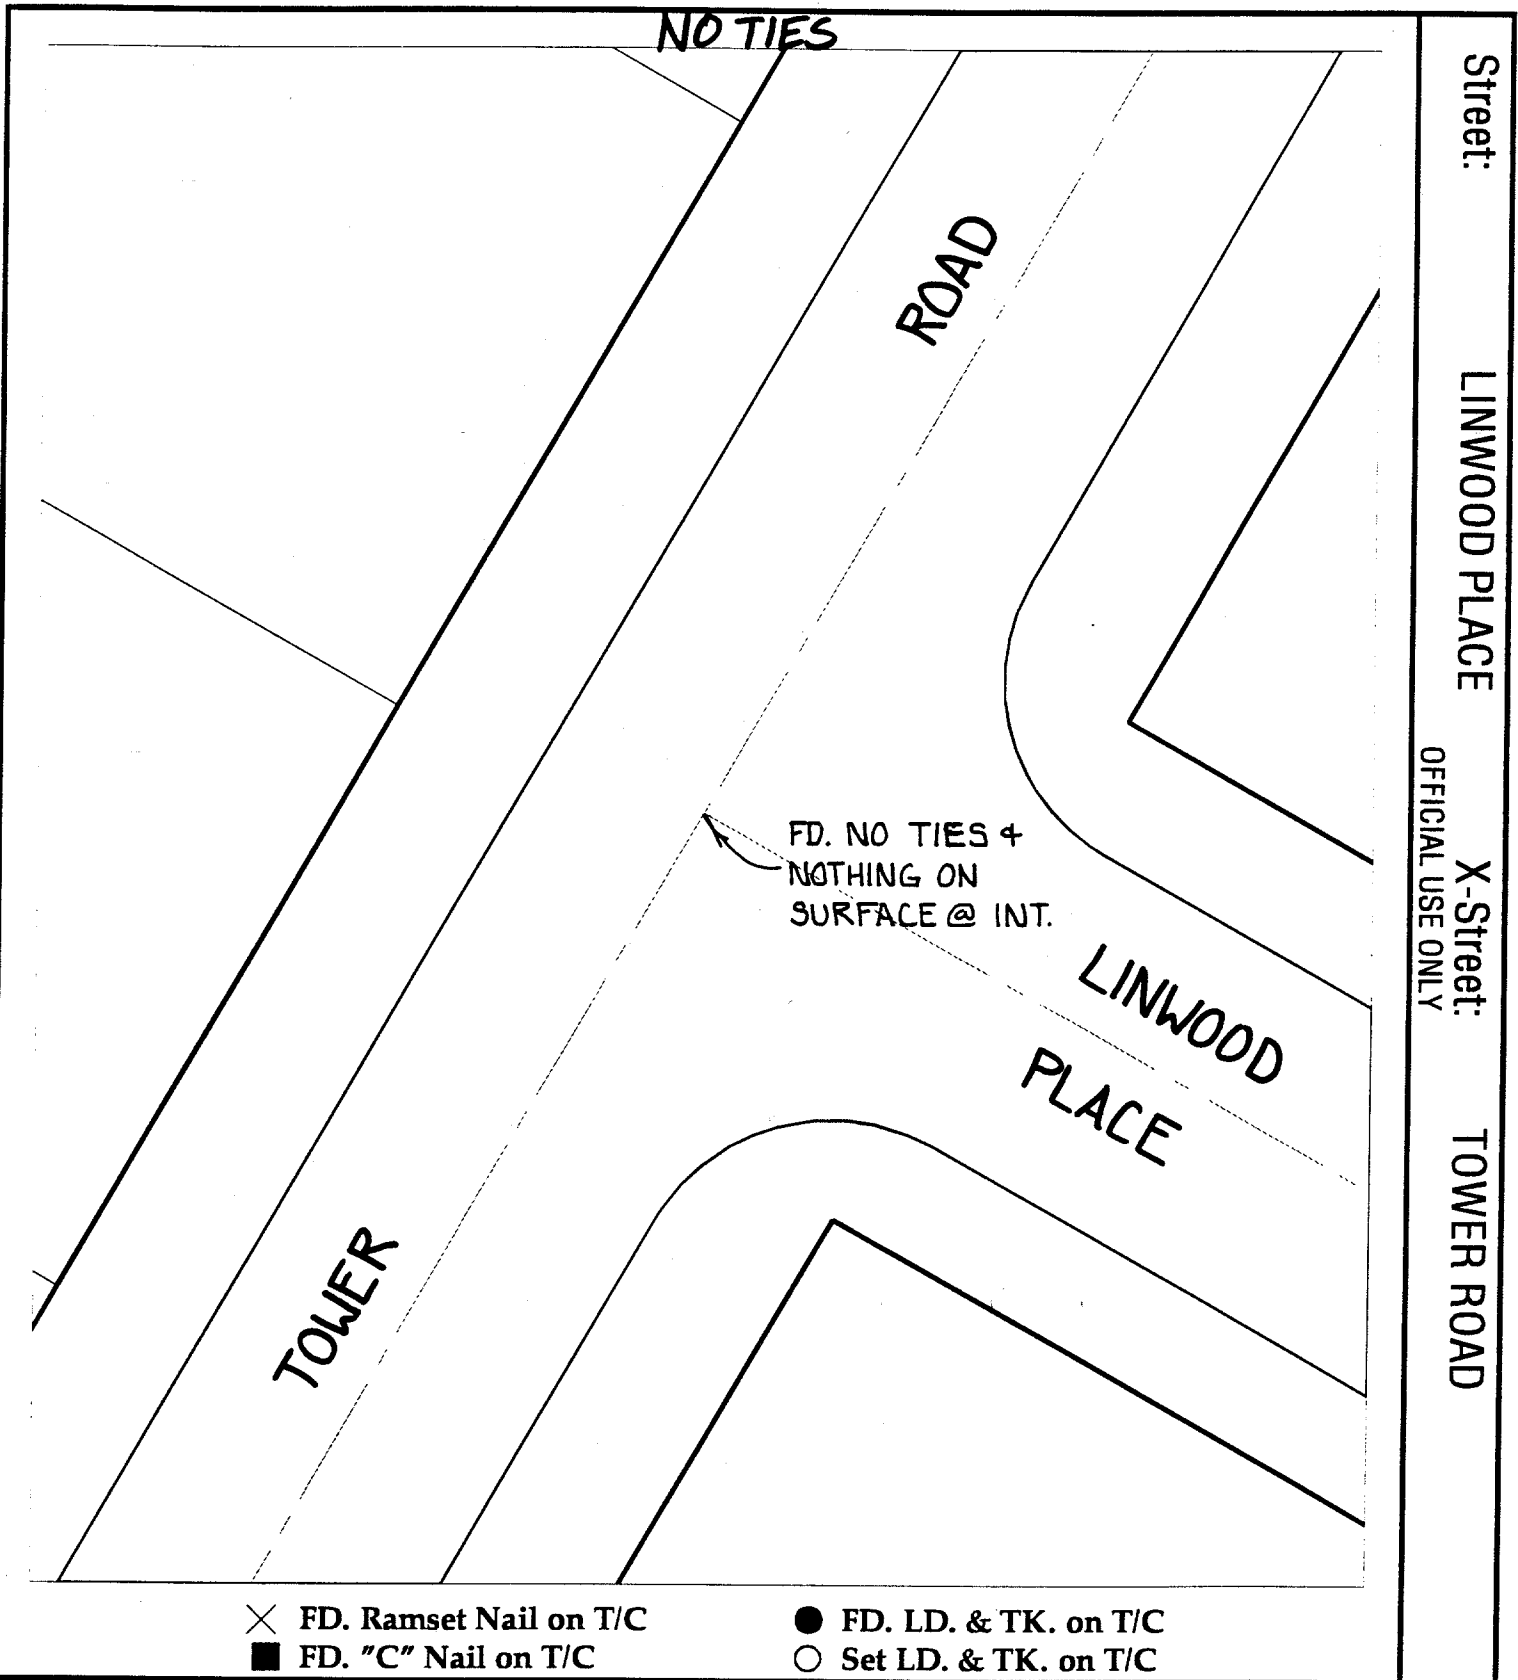 NO TIES
ROAD
FD. NO TIES &
NOTHING ON
SURFACE @ INT.
LINWOOD
PLACE
TOWER
FD. Ramset Nail on T/C
FD. "C" Nail on T/C
FD. LD. & TK. on T/C
Set LD. & TK. on T/C
Street: LINWOOD PLACE X-Street: TOWER ROAD
OFFICIAL USE ONLY